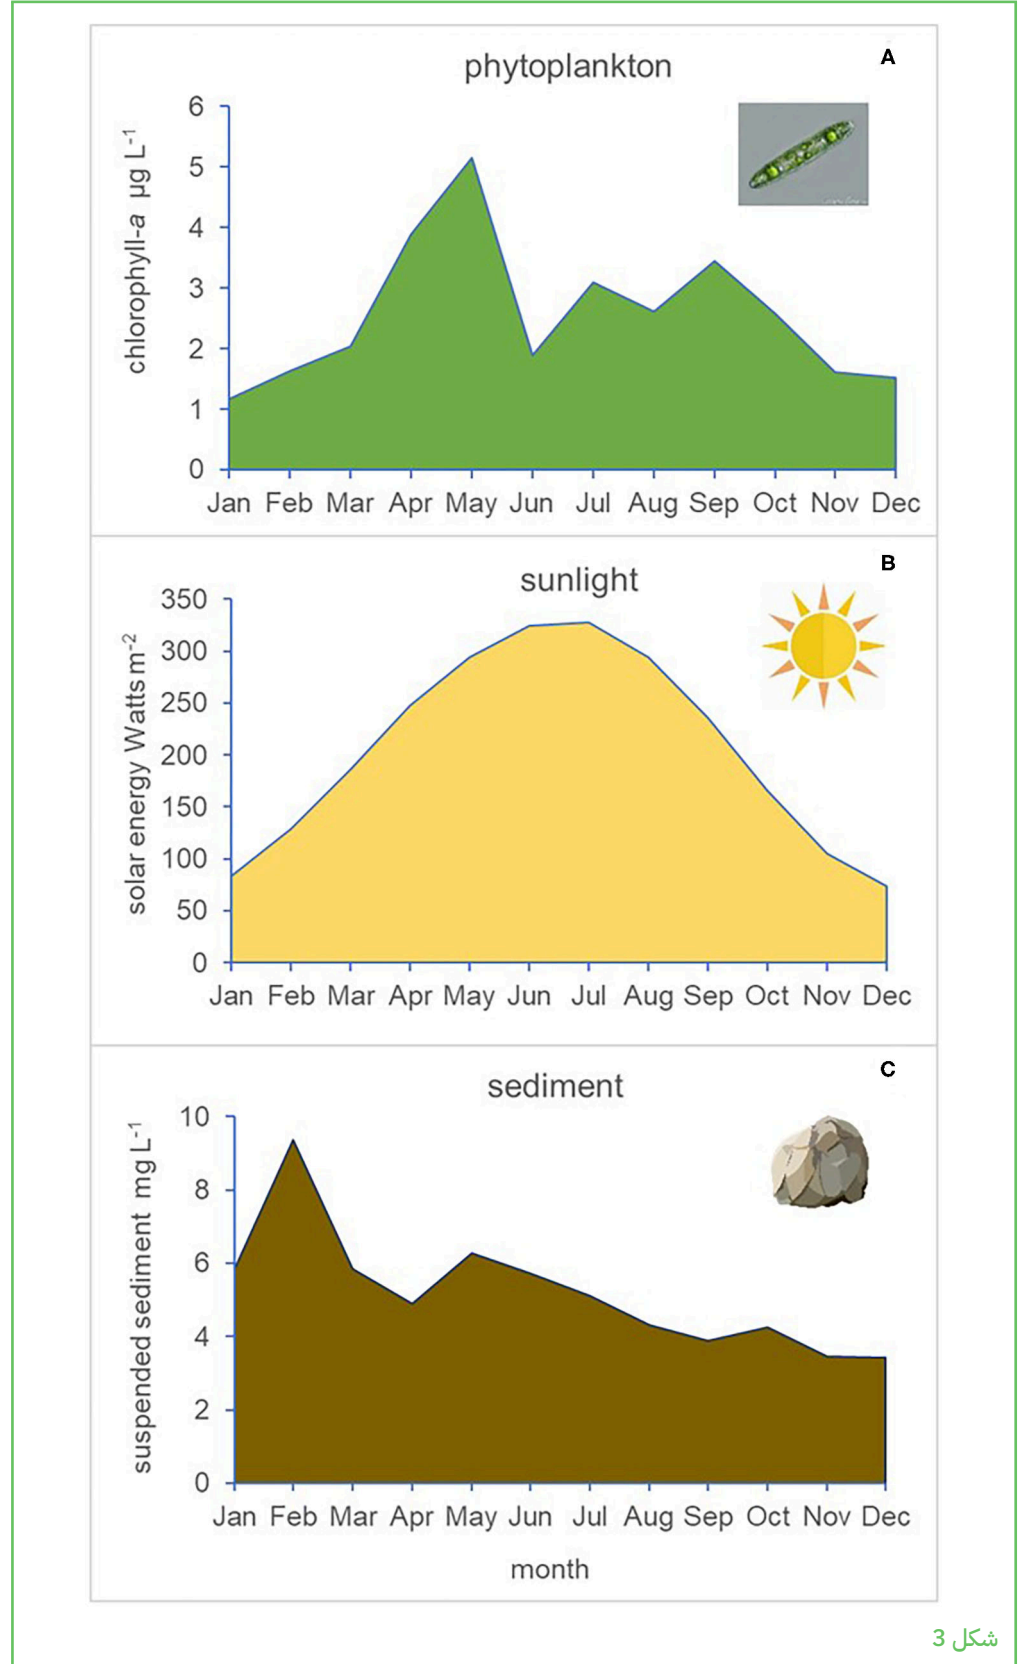 A
phytoplankton
chlorophyll-a µg L-1
6
5
4
3
2
1
0
Jan Feb Mar Apr May Jun Jul Aug Sep Oct Nov Dec
B
sunlight
solar energy Watts m-2
350
300
250
200
150
100
50
0
Jan Feb Mar Apr May Jun Jul Aug Sep Oct Nov Dec
C
sediment
suspended sediment mg L-1
10
8
6
4
2
0
Jan Feb Mar Apr May Jun Jul Aug Sep Oct Nov Dec
month
شكل 3